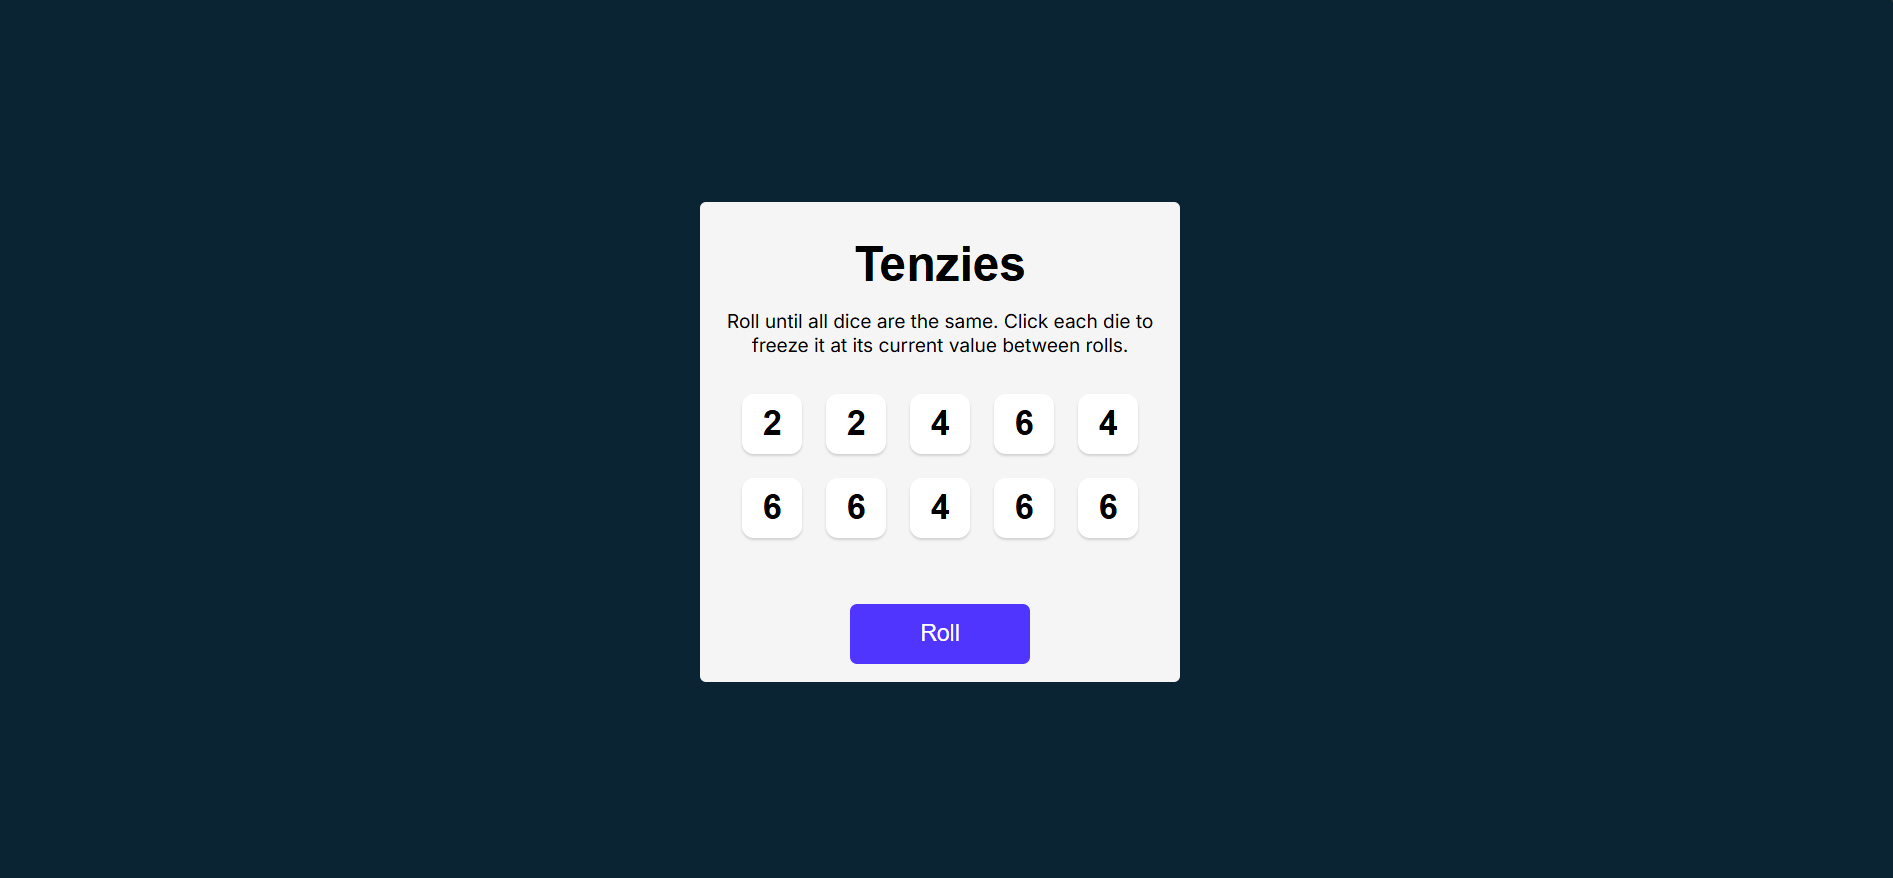 Tenzies
Roll until all dice are the same. Click each die to
freeze it at its current value between rolls.
2 2 4 6 4
6 6 4 6 6
Roll